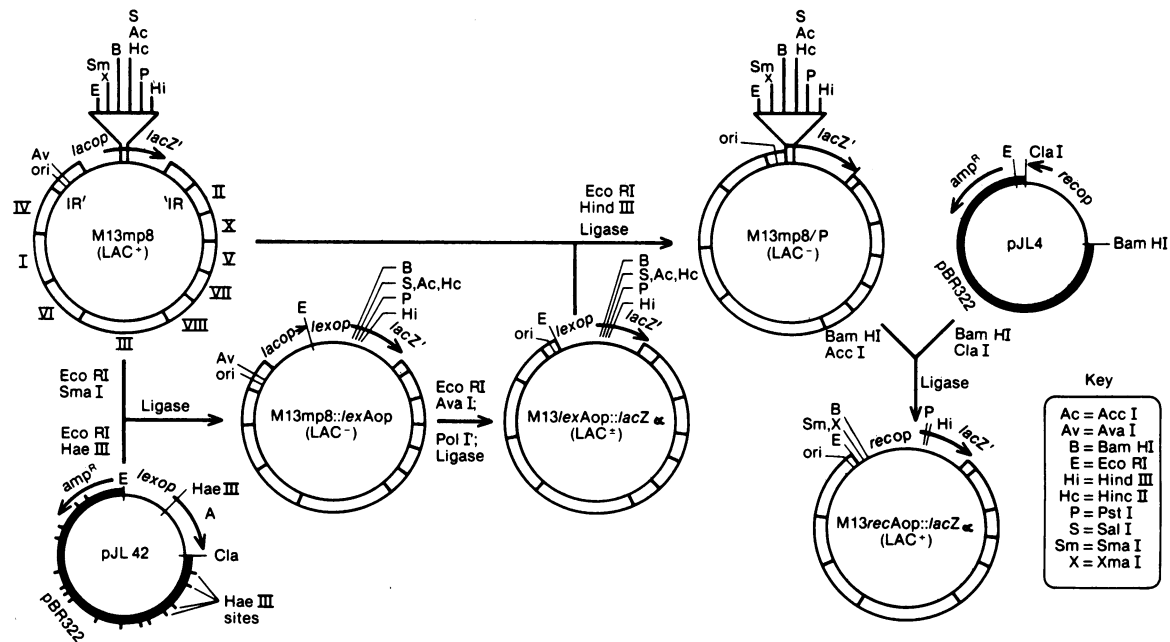 S
Ac
Hc
B
Sm
X
P
E
Hi
lacop
lacZ'
Av
ori
IR'
'IR
II
IV
X
I
V
VII
VI
VIII
III
M13mp8
(LAC⁺)
Eco RI
Hind III
Ligase
S
Ac
Hc
B
Sm
X
P
E
Hi
ori
lacZ'
M13mp8/P
(LAC⁻)
E
Cla I
ampᴿ
recop
pJL4
Bam HI
pBR322
Eco RI
Sma I
Ligase
Eco RI
Hae III
B
S,Ac,Hc
P
Hi
E
lacop
lexop
lacZ'
Av
ori
M13mp8::lexAop
(LAC⁻)
Eco RI
Ava I;
Pol I';
Ligase
B
S,Ac,Hc
P
Hi
E
ori
lexop
lacZ'
M13lexAop::lacZ α
(LAC±)
Bam HI
Acc I
Bam HI
Cla I
Ligase
B
Sm,X
E
ori
recop
P
Hi
lacZ'
M13recAop::lacZ α
(LAC⁺)
ampᴿ
E
lexop
Hae III
A
Cla
pJL 42
pBR322
Hae III
sites
Key
Ac = Acc I
Av = Ava I
B = Bam HI
E = Eco RI
Hi = Hind III
Hc = Hinc II
P = Pst I
S = Sal I
Sm = Sma I
X = Xma I